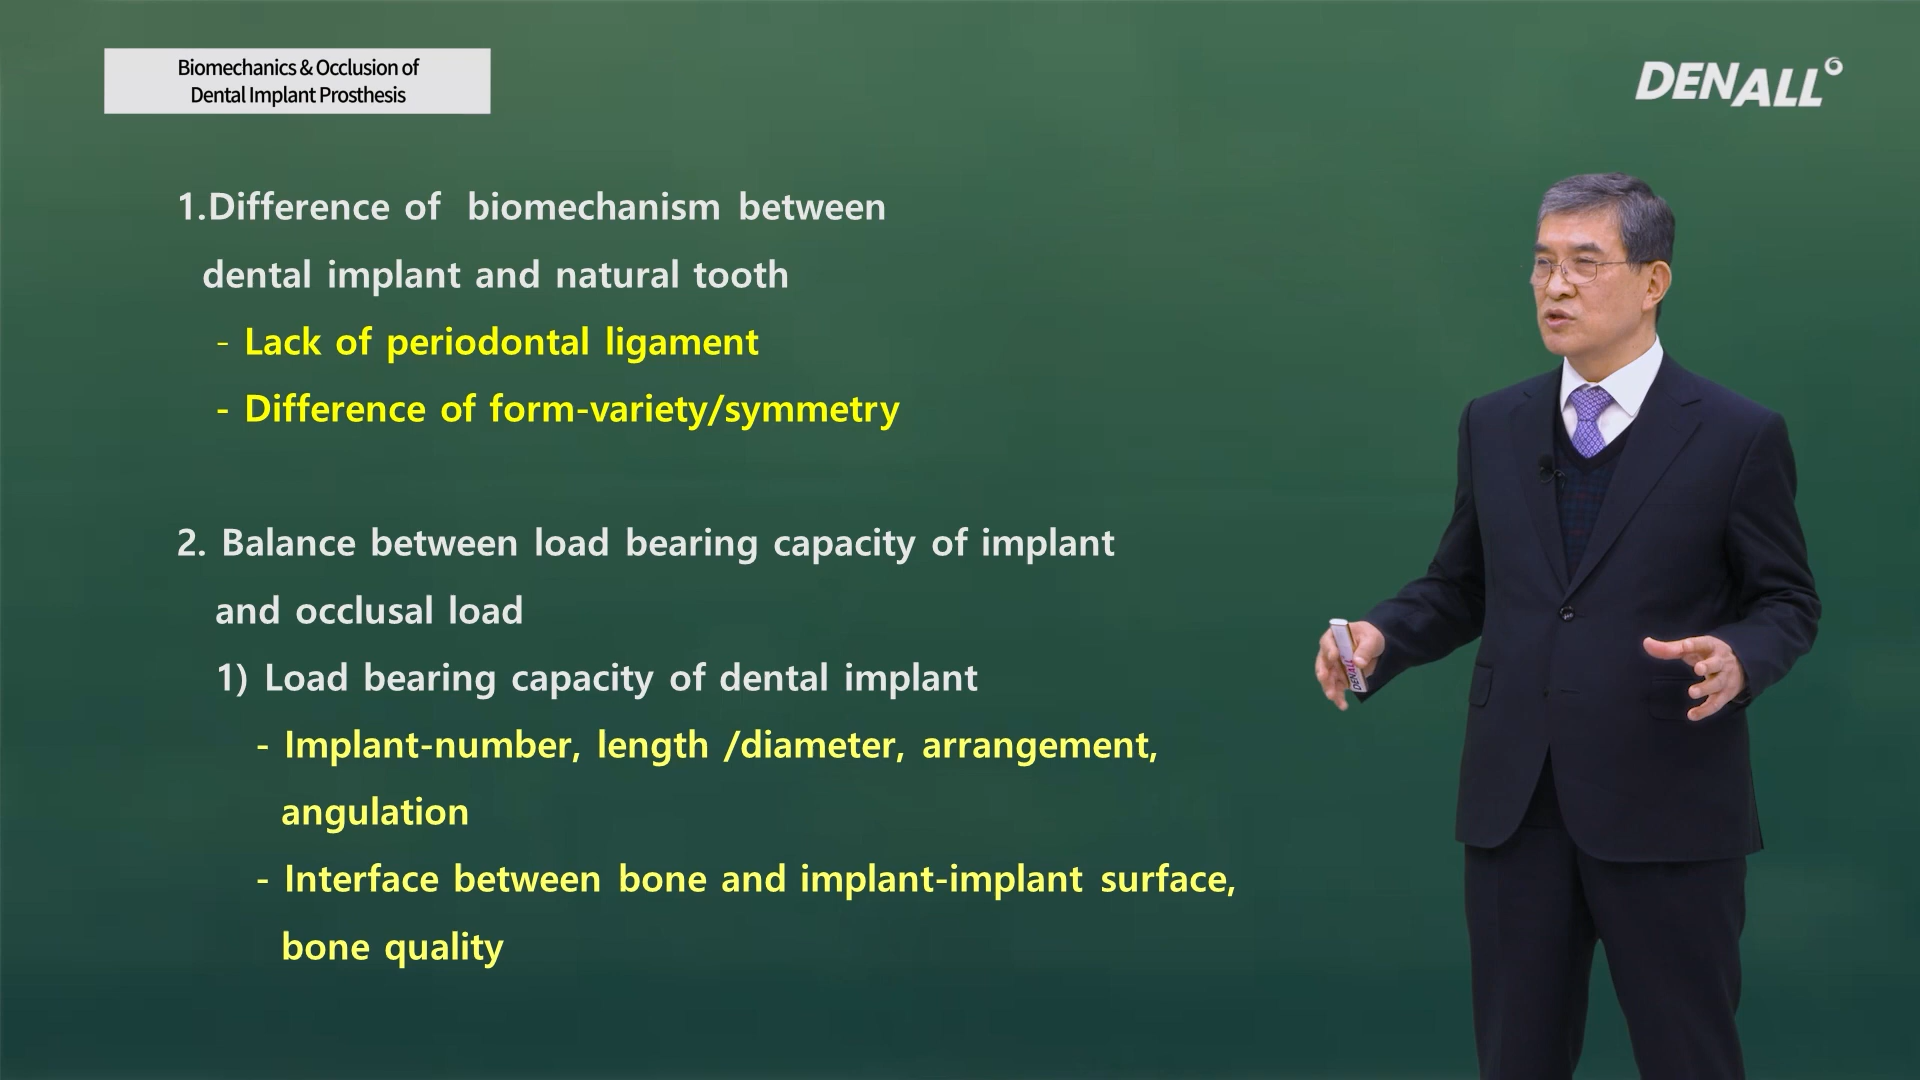 Biomechanics & Occlusion of
Dental Implant Prosthesis
DENALL
1.Difference of biomechanism between
dental implant and natural tooth
- Lack of periodontal ligament
- Difference of form-variety/symmetry
2. Balance between load bearing capacity of implant
and occlusal load
1) Load bearing capacity of dental implant
- Implant-number, length /diameter, arrangement,
angulation
- Interface between bone and implant-implant surface,
bone quality
DENALL